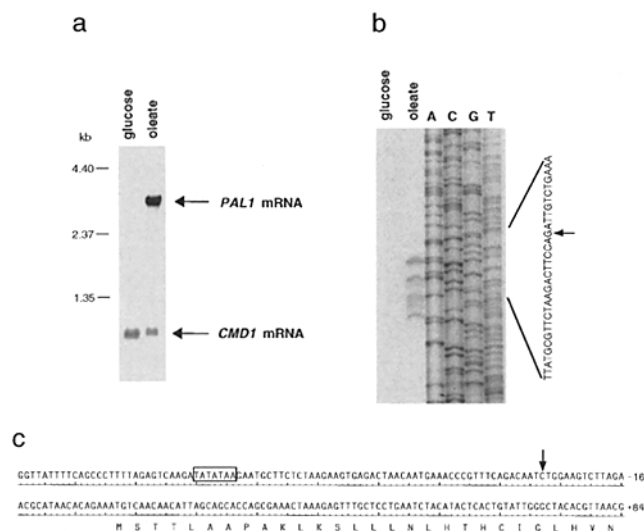 a
glucose
oleate
kb
4.40
PAL1 mRNA
2.37
1.35
CMD1 mRNA
b
glucose
oleate
A C G T
TTATGCGTTCTAAGACTTCCAGATTGTCTGAAA
c
GGTTATTTTCAGCCCTTTTAGAGTCAAGATATATAAGAATGCTTCTCTAAGAAGTGAGACTAACAATGAAACCCGTTTCAGACAATCTGGAAGTCTTAGA -16
ACGCATAACACAGAAATGTCAACAACATTAGCAGCACCAGCGAAACTAAAGAGTTTGCTCCTGAATCTACATACTCACTGTATTGGGCTACACGTTAACG +84
M S T T L A A P A K L K S L L L N L H T H C I G L H V N